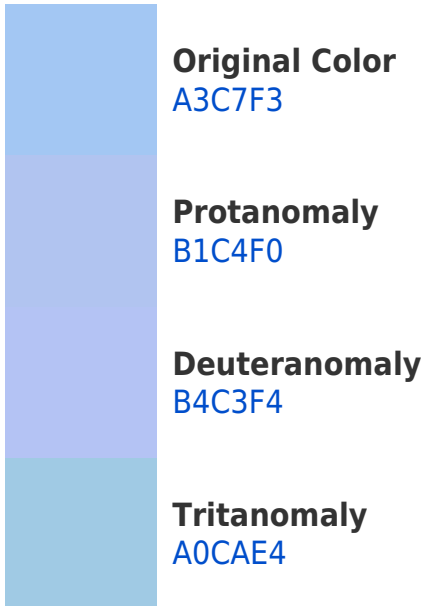 Original Color
A3C7F3
Protanomaly
B1C4F0
Deuteranomaly
B4C3F4
Tritanomaly
A0CAE4